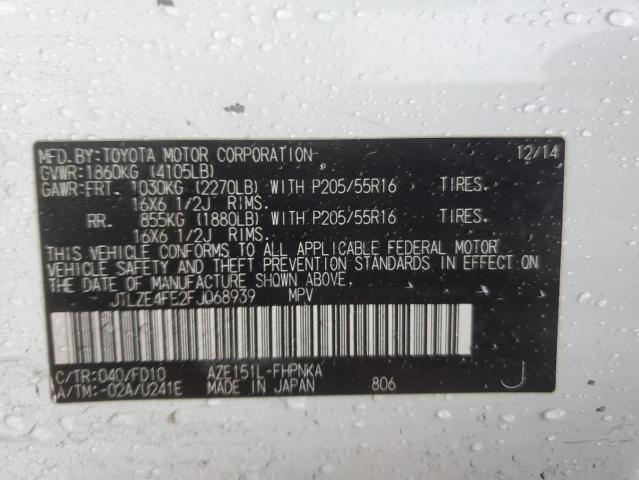 MFD.BY:TOYOTA MOTOR CORPORATION 12/14
GVWR:1860KG (4105LB)
GAWR:FRT. 1030KG (2270LB) WITH P205/55R16 TIRES.
16X6 1/2J RIMS.
RR. 855KG (1880LB) WITH P205/55R16 TIRES.
16X6 1/2J RIMS.
THIS VEHICLE CONFORMS TO ALL APPLICABLE FEDERAL MOTOR
VEHICLE SAFETY AND THEFT PREVENTION STANDARDS IN EFFECT ON
THE DATE OF MANUFACTURE SHOWN ABOVE.
JTLZE4FE2FJ068939 MPV
C/TR:040/FD10 AZE151L-FHPNKA
A/TM:-02A/U241E MADE IN JAPAN 806 J